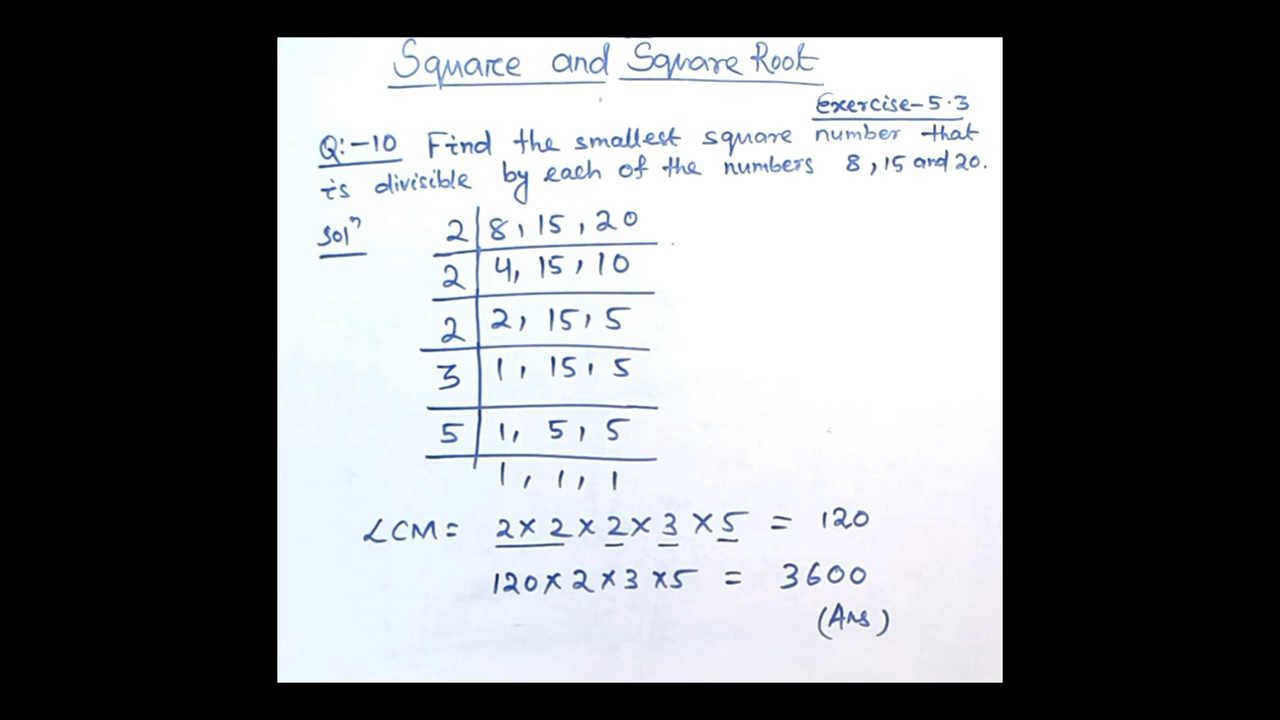 Square and Square Root
Exercise-5.3
Q:-10 Find the smallest square number that
is divisible by each of the numbers 8, 15 and 20.
Solⁿ
2 | 8, 15, 20
2 | 4, 15, 10
2 | 2, 15, 5
3 | 1, 15, 5
5 | 1, 5, 5
1, 1, 1
LCM = 2 × 2 × 2 × 3 × 5 = 120
120 × 2 × 3 × 5 = 3600
(Ans)